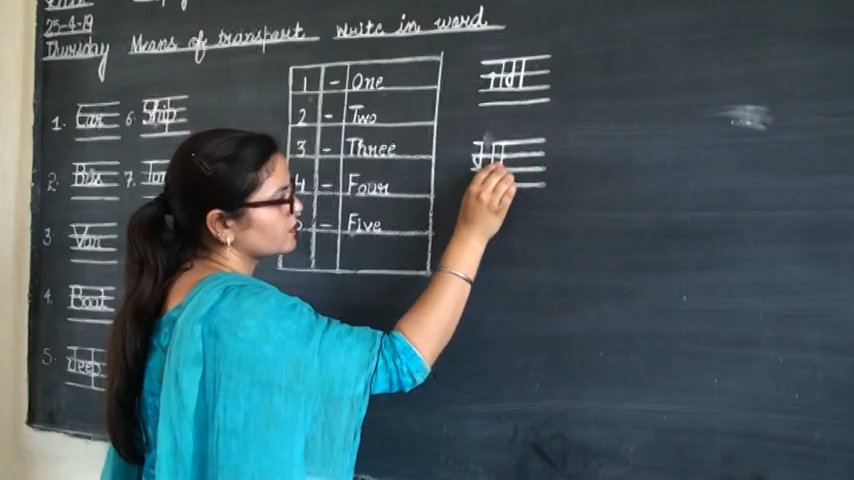 25-4-19
Thursday
Means of transport
write in word
1. Car
2. Bus
3. Van
4. Boat
5. Jeep
6. Ship
7.
1 - One
2 - Two
3 - Three
4 - Four
- Five